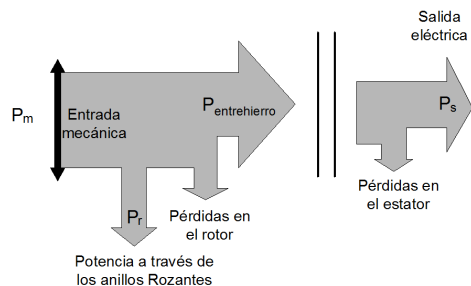 Salida
eléctrica
Pm
Entrada
mecánica
Pentrehierro
Ps
Pérdidas en
el estator
Pr
Pérdidas en
el rotor
Potencia a través de
los anillos Rozantes